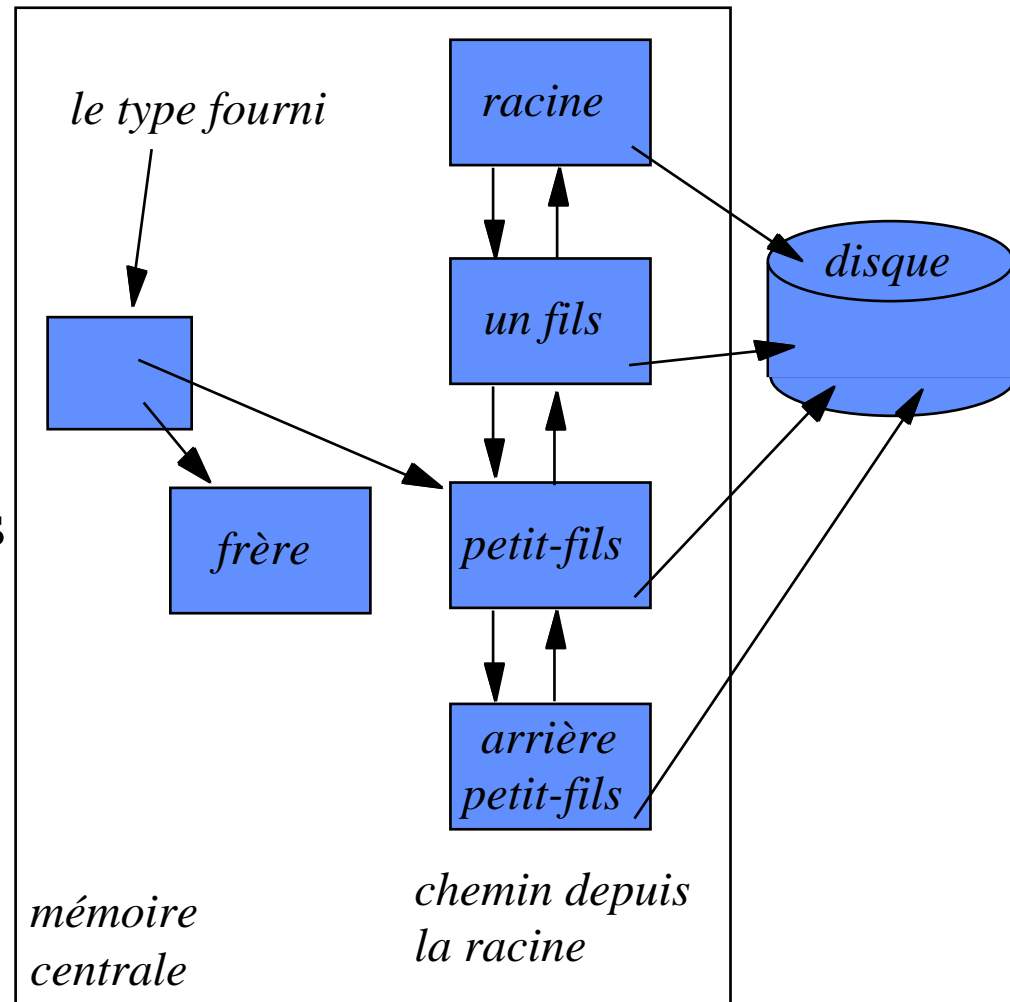 le type fourni
racine
disque
un fils
s
frère
petit-fils
arrière
petit-fils
chemin depuis
la racine
mémoire
centrale